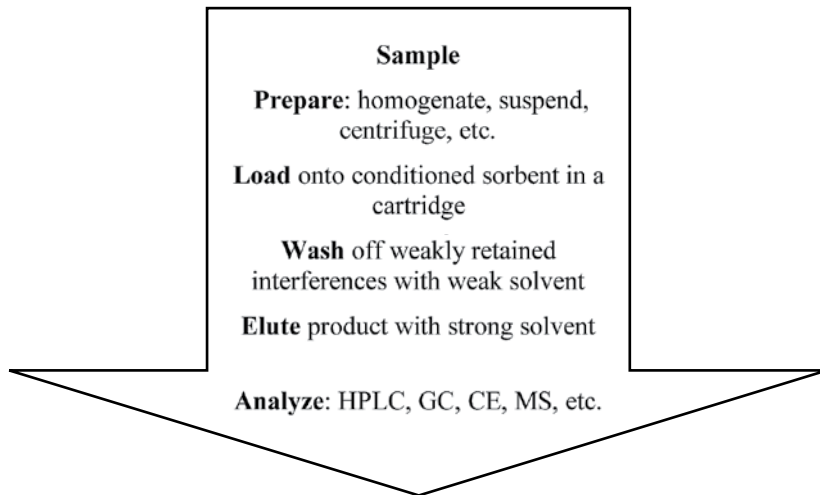 Sample
Prepare: homogenate, suspend,
centrifuge, etc.
Load onto conditioned sorbent in a
cartridge
Wash off weakly retained
interferences with weak solvent
Elute product with strong solvent
Analyze: HPLC, GC, CE, MS, etc.